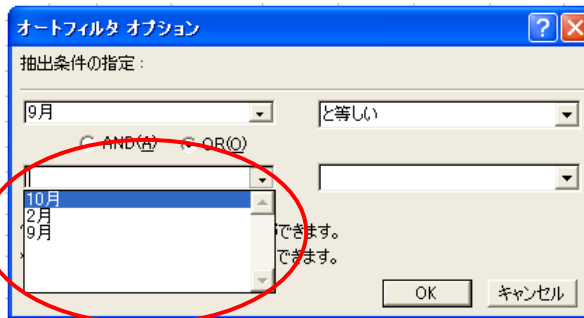 オートフィルタ オプション
抽出条件の指定：
9月 と等しい
AND(A) OR(O)
10月
2月
9月
できます。
できます。
OK キャンセル